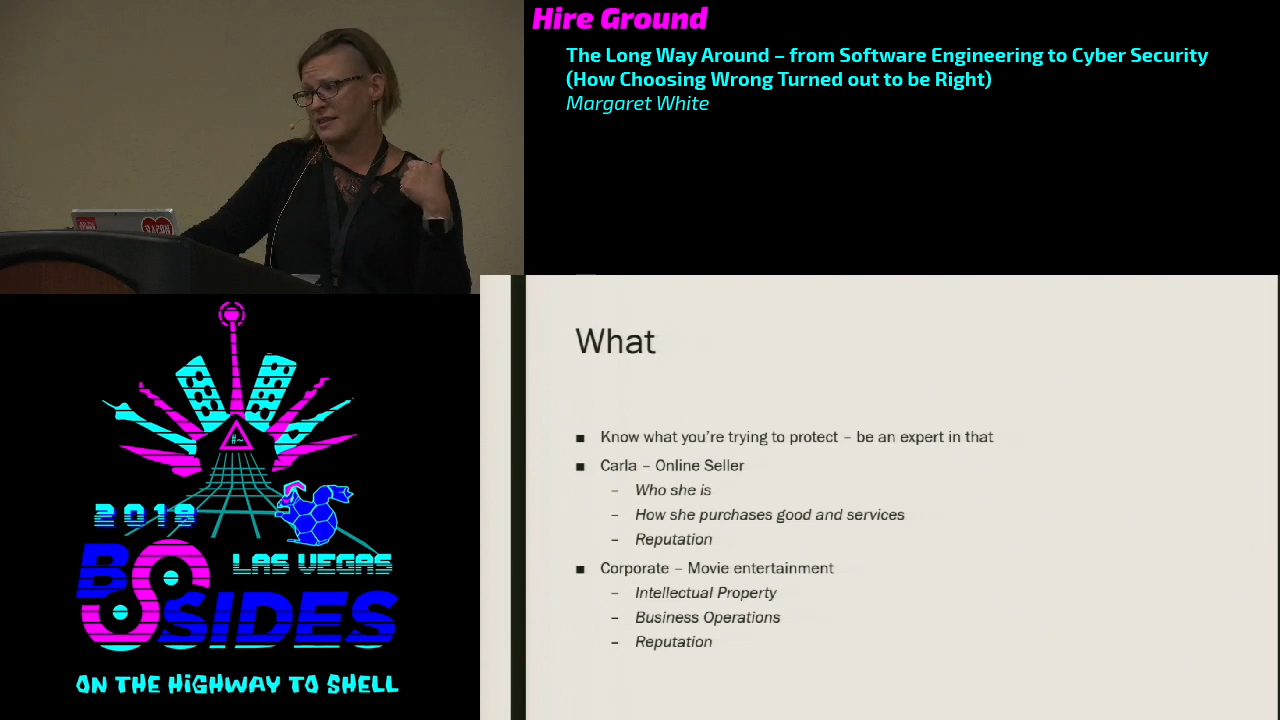 Hire Ground
The Long Way Around – from Software Engineering to Cyber Security
(How Choosing Wrong Turned out to be Right)
Margaret White
What
■ Know what you're trying to protect – be an expert in that
■ Carla – Online Seller
– Who she is
– How she purchases good and services
– Reputation
■ Corporate – Movie entertainment
– Intellectual Property
– Business Operations
– Reputation
#~
2019
LAS VEGAS
BSIDES
ON THE HIGHWAY TO SHELL